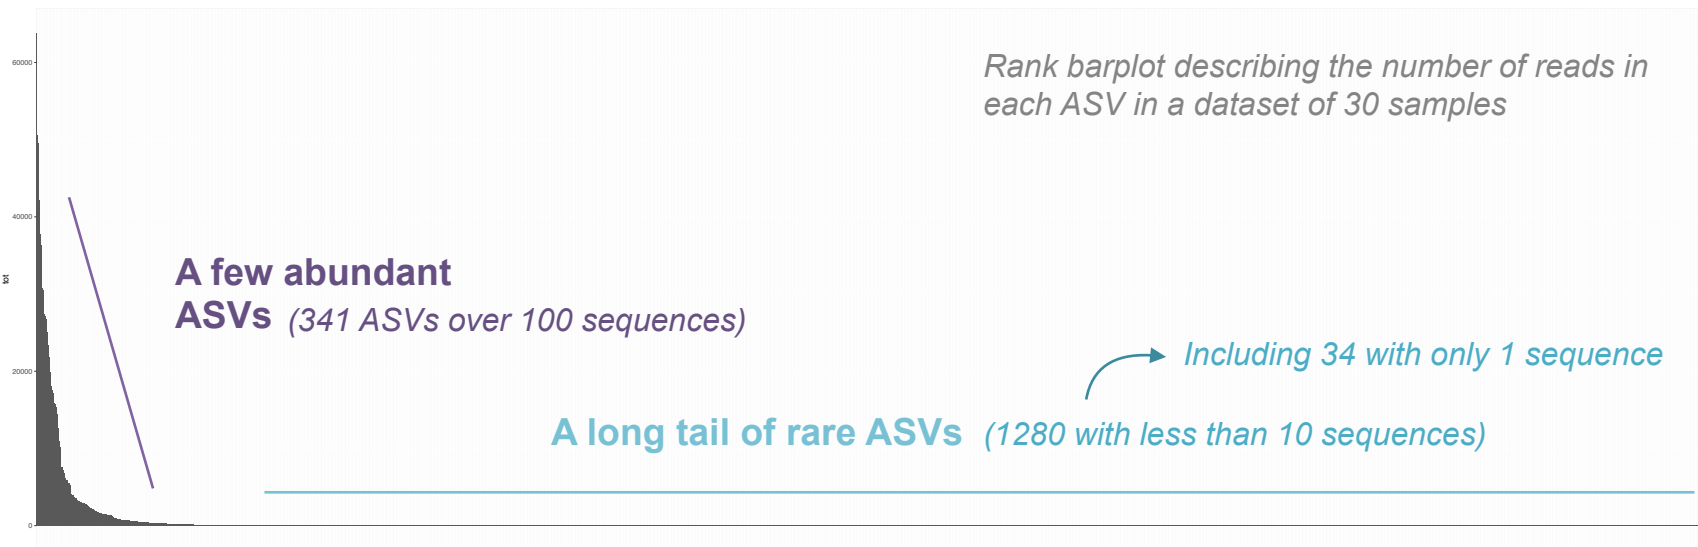 60000
Rank barplot describing the number of reads in
each ASV in a dataset of 30 samples
40000
tot
A few abundant
ASVs (341 ASVs over 100 sequences)
20000
Including 34 with only 1 sequence
A long tail of rare ASVs (1280 with less than 10 sequences)
0